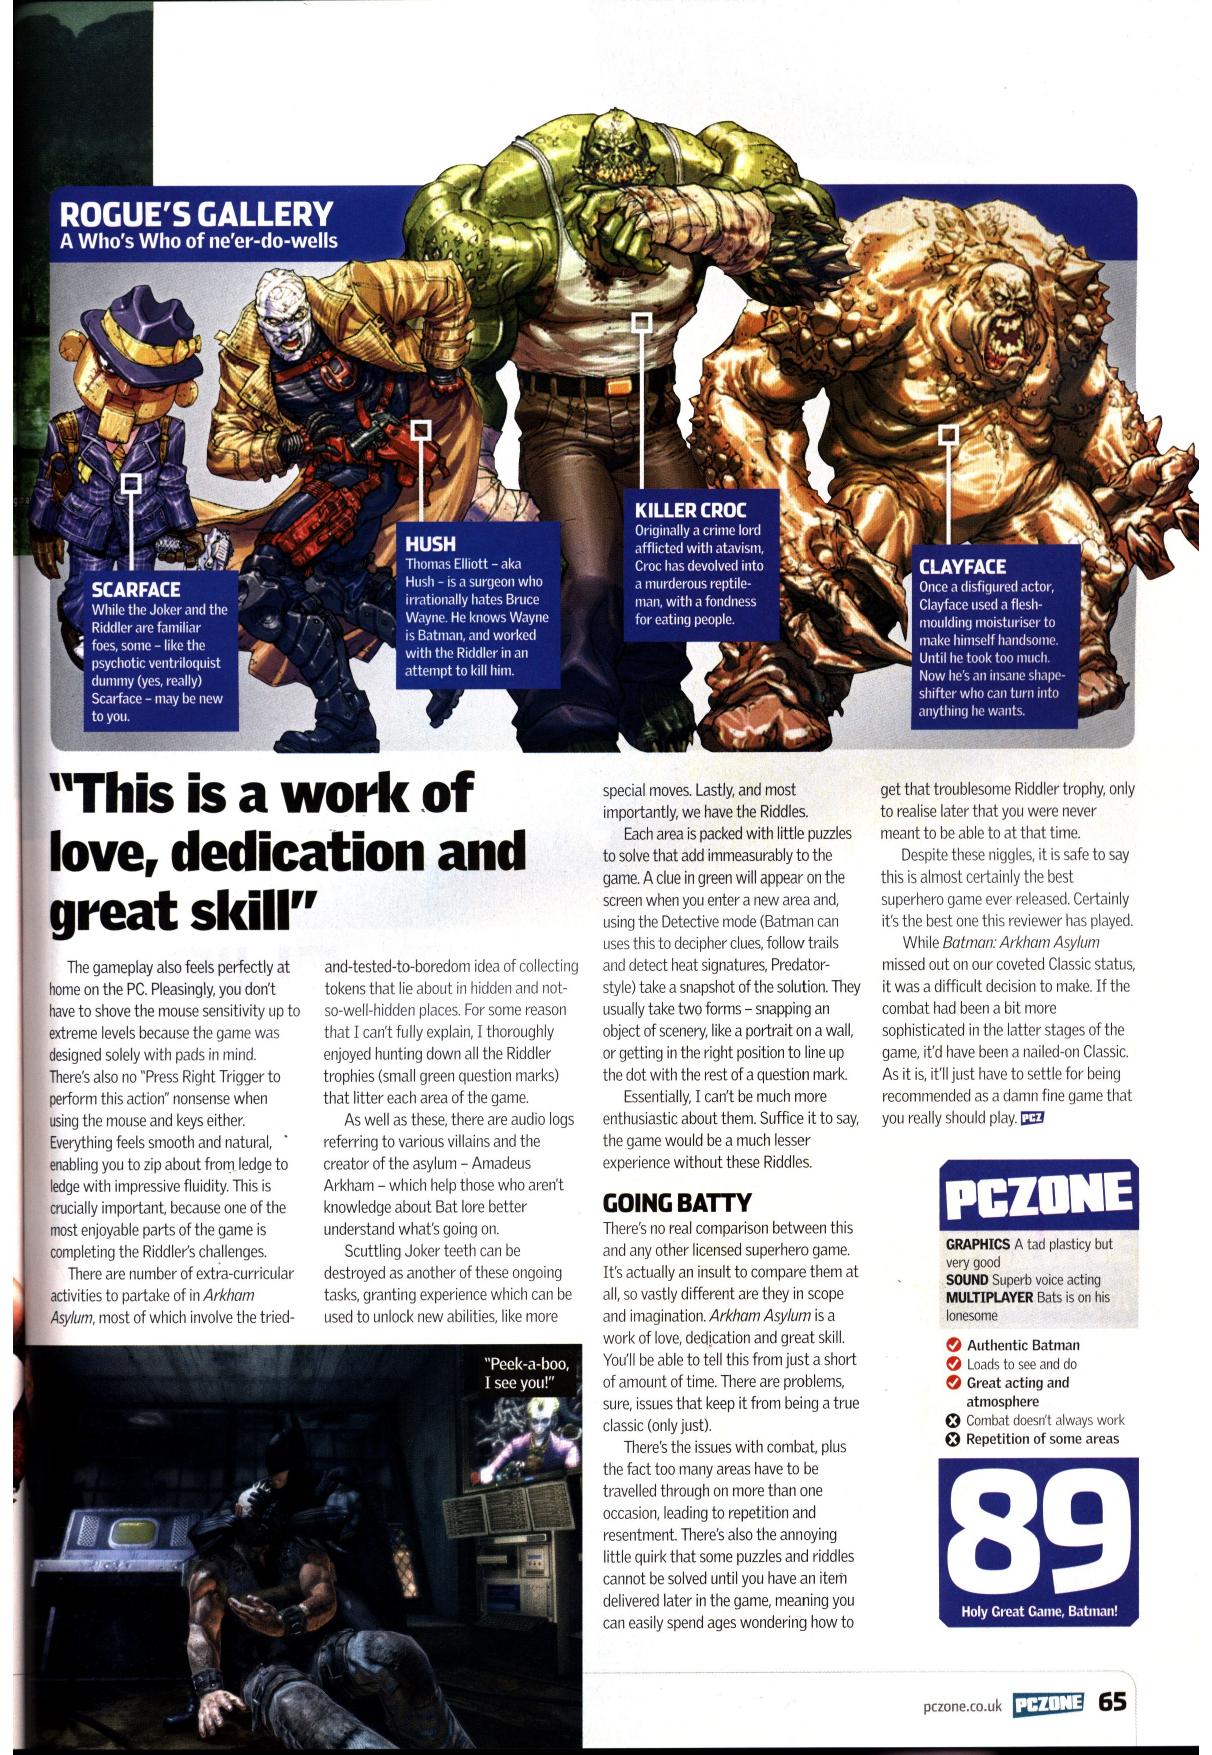 ROGUE'S GALLERY
A Who's Who of ne'er-do-wells
SCARFACE
While the Joker and the
Riddler are familiar
foes, some – like the
psychotic ventriloquist
dummy (yes, really)
Scarface – may be new
to you.
HUSH
Thomas Elliott – aka
Hush – is a surgeon who
irrationally hates Bruce
Wayne. He knows Wayne
is Batman, and worked
with the Riddler in an
attempt to kill him.
KILLER CROC
Originally a crime lord
afflicted with atavism,
Croc has devolved into
a murderous reptile-
man, with a fondness
for eating people.
CLAYFACE
Once a disfigured actor,
Clayface used a flesh-
moulding moisturiser to
make himself handsome.
Until he took too much.
Now he's an insane shape-
shifter who can turn into
anything he wants.
"This is a work of
love, dedication and
great skill"
The gameplay also feels perfectly at
home on the PC. Pleasingly, you don't
have to shove the mouse sensitivity up to
extreme levels because the game was
designed solely with pads in mind.
There's also no "Press Right Trigger to
perform this action" nonsense when
using the mouse and keys either.
Everything feels smooth and natural,
enabling you to zip about from ledge to
ledge with impressive fluidity. This is
crucially important, because one of the
most enjoyable parts of the game is
completing the Riddler's challenges.
There are number of extra-curricular
activities to partake of in Arkham
Asylum, most of which involve the tried-
and-tested-to-boredom idea of collecting
tokens that lie about in hidden and not-
so-well-hidden places. For some reason
that I can't fully explain, I thoroughly
enjoyed hunting down all the Riddler
trophies (small green question marks)
that litter each area of the game.
As well as these, there are audio logs
referring to various villains and the
creator of the asylum – Amadeus
Arkham – which help those who aren't
knowledge about Bat lore better
understand what's going on.
Scuttling Joker teeth can be
destroyed as another of these ongoing
tasks, granting experience which can be
used to unlock new abilities, like more
special moves. Lastly, and most
importantly, we have the Riddles.
Each area is packed with little puzzles
to solve that add immeasurably to the
game. A clue in green will appear on the
screen when you enter a new area and,
using the Detective mode (Batman can
uses this to decipher clues, follow trails
and detect heat signatures, Predator-
style) take a snapshot of the solution. They
usually take two forms – snapping an
object of scenery, like a portrait on a wall,
or getting in the right position to line up
the dot with the rest of a question mark.
Essentially, I can't be much more
enthusiastic about them. Suffice it to say,
the game would be a much lesser
experience without these Riddles.
GOING BATTY
There's no real comparison between this
and any other licensed superhero game.
It's actually an insult to compare them at
all, so vastly different are they in scope
and imagination. Arkham Asylum is a
work of love, dedication and great skill.
You'll be able to tell this from just a short
of amount of time. There are problems,
sure, issues that keep it from being a true
classic (only just).
There's the issues with combat, plus
the fact too many areas have to be
travelled through on more than one
occasion, leading to repetition and
resentment. There's also the annoying
little quirk that some puzzles and riddles
cannot be solved until you have an item
delivered later in the game, meaning you
can easily spend ages wondering how to
get that troublesome Riddler trophy, only
to realise later that you were never
meant to be able to at that time.
Despite these niggles, it is safe to say
this is almost certainly the best
superhero game ever released. Certainly
it's the best one this reviewer has played.
While Batman: Arkham Asylum
missed out on our coveted Classic status,
it was a difficult decision to make. If the
combat had been a bit more
sophisticated in the latter stages of the
game, it'd have been a nailed-on Classic.
As it is, it'll just have to settle for being
recommended as a damn fine game that
you really should play. PCZ
"Peek-a-boo,
I see you!"
PCZONE
GRAPHICS A tad plasticy but
very good
SOUND Superb voice acting
MULTIPLAYER Bats is on his
lonesome
Authentic Batman
Loads to see and do
Great acting and
atmosphere
Combat doesn't always work
Repetition of some areas
89
Holy Great Game, Batman!
pczone.co.uk PCZONE 65